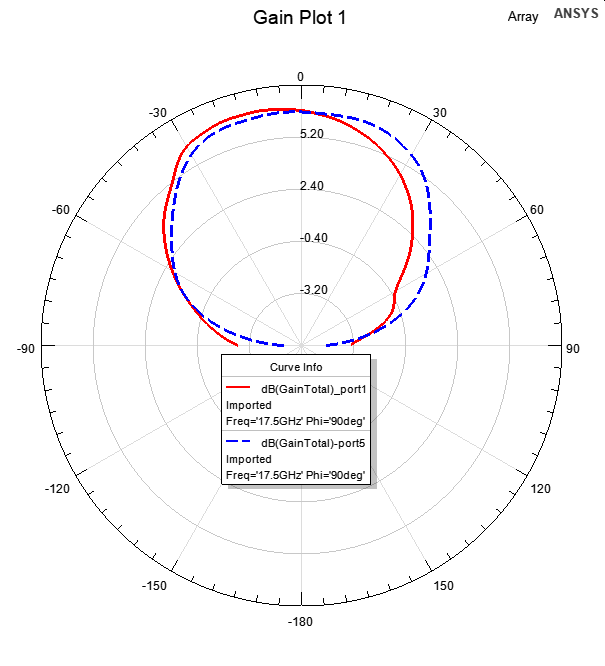 Gain Plot 1
Array
ANSYS
0
-30
30
5.20
2.40
-60
60
-0.40
-3.20
-90
90
Curve Info
dB(GainTotal)_port1
Imported
Freq='17.5GHz' Phi='90deg'
dB(GainTotal)-port5
Imported
Freq='17.5GHz' Phi='90deg'
-120
120
-150
150
-180